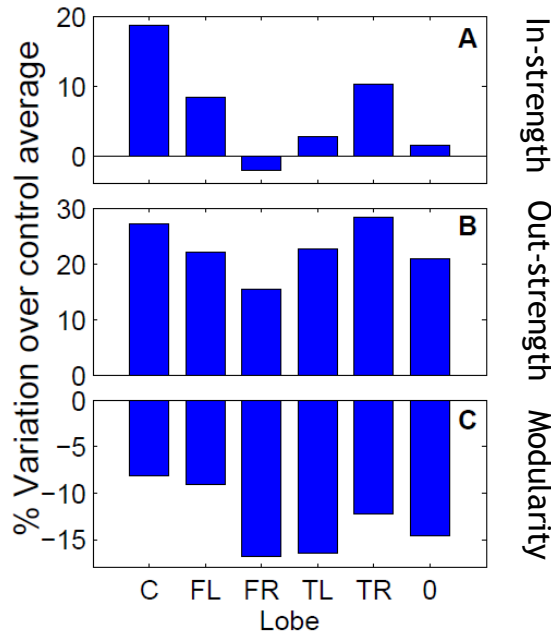 % Variation over control average
20
10
0
A
In-strength
30
20
10
0
B
Out-strength
0
−5
−10
−15
C
Modularity
C FL FR TL TR 0
Lobe